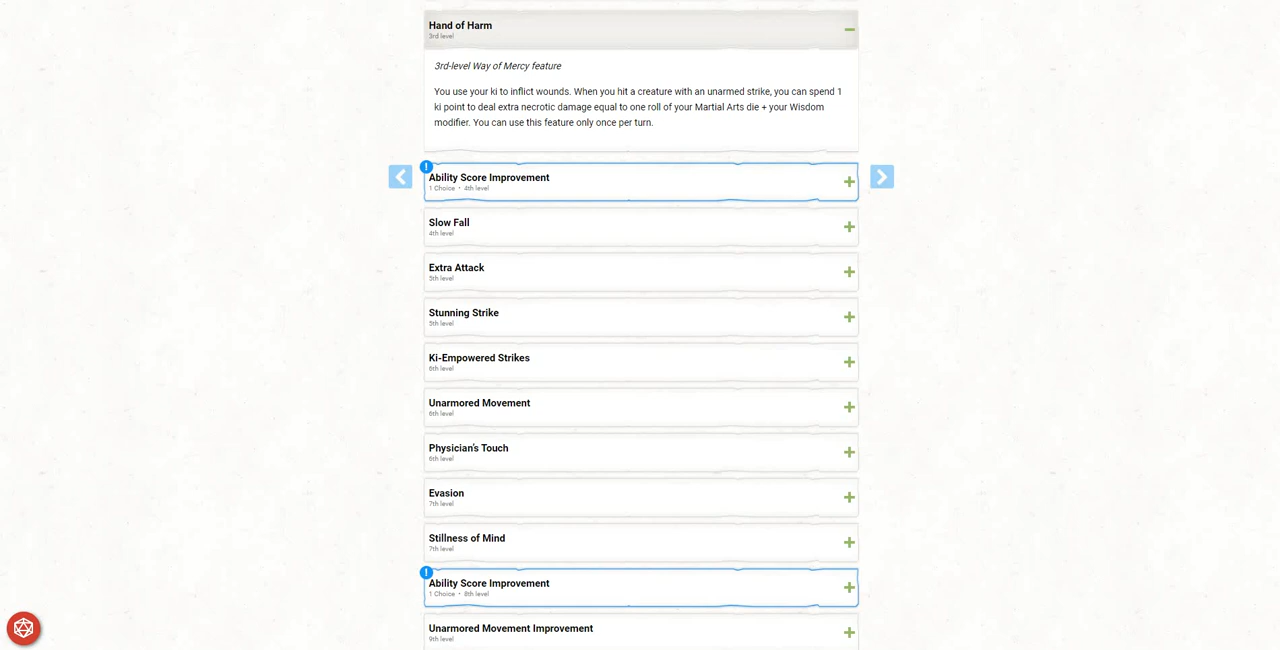 Hand of Harm
3rd level
3rd-level Way of Mercy feature
You use your ki to inflict wounds. When you hit a creature with an unarmed strike, you can spend 1
ki point to deal extra necrotic damage equal to one roll of your Martial Arts die + your Wisdom
modifier. You can use this feature only once per turn.
!
Ability Score Improvement
1 Choice • 4th level
Slow Fall
4th level
Extra Attack
5th level
Stunning Strike
5th level
Ki-Empowered Strikes
6th level
Unarmored Movement
6th level
Physician's Touch
6th level
Evasion
7th level
Stillness of Mind
7th level
!
Ability Score Improvement
1 Choice • 8th level
Unarmored Movement Improvement
9th level